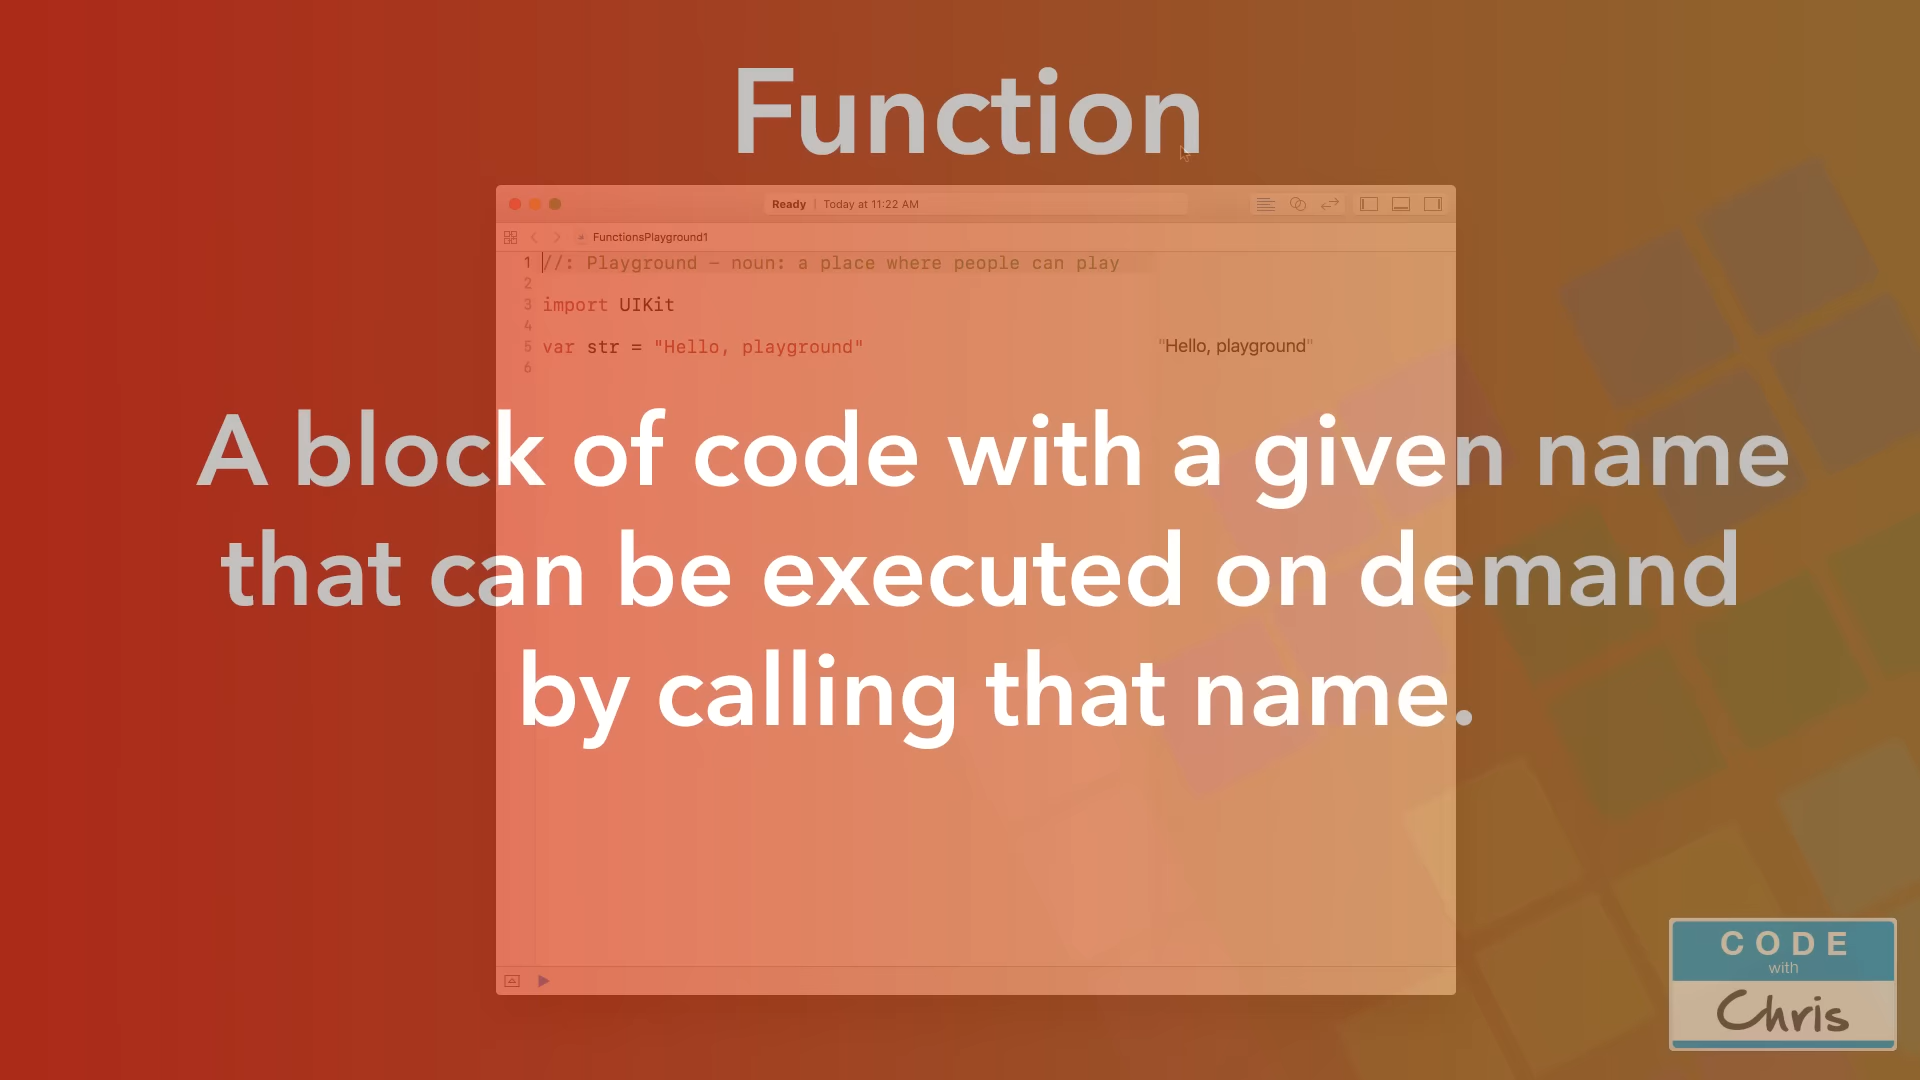 Function
Ready | Today at 11:22 AM
FunctionsPlayground1
1 //: Playground - noun: a place where people can play
2
3 import UIKit
4
5 var str = "Hello, playground"
"Hello, playground"
6
A block of code with a given name
that can be executed on demand
by calling that name.
CODE
with
Chris